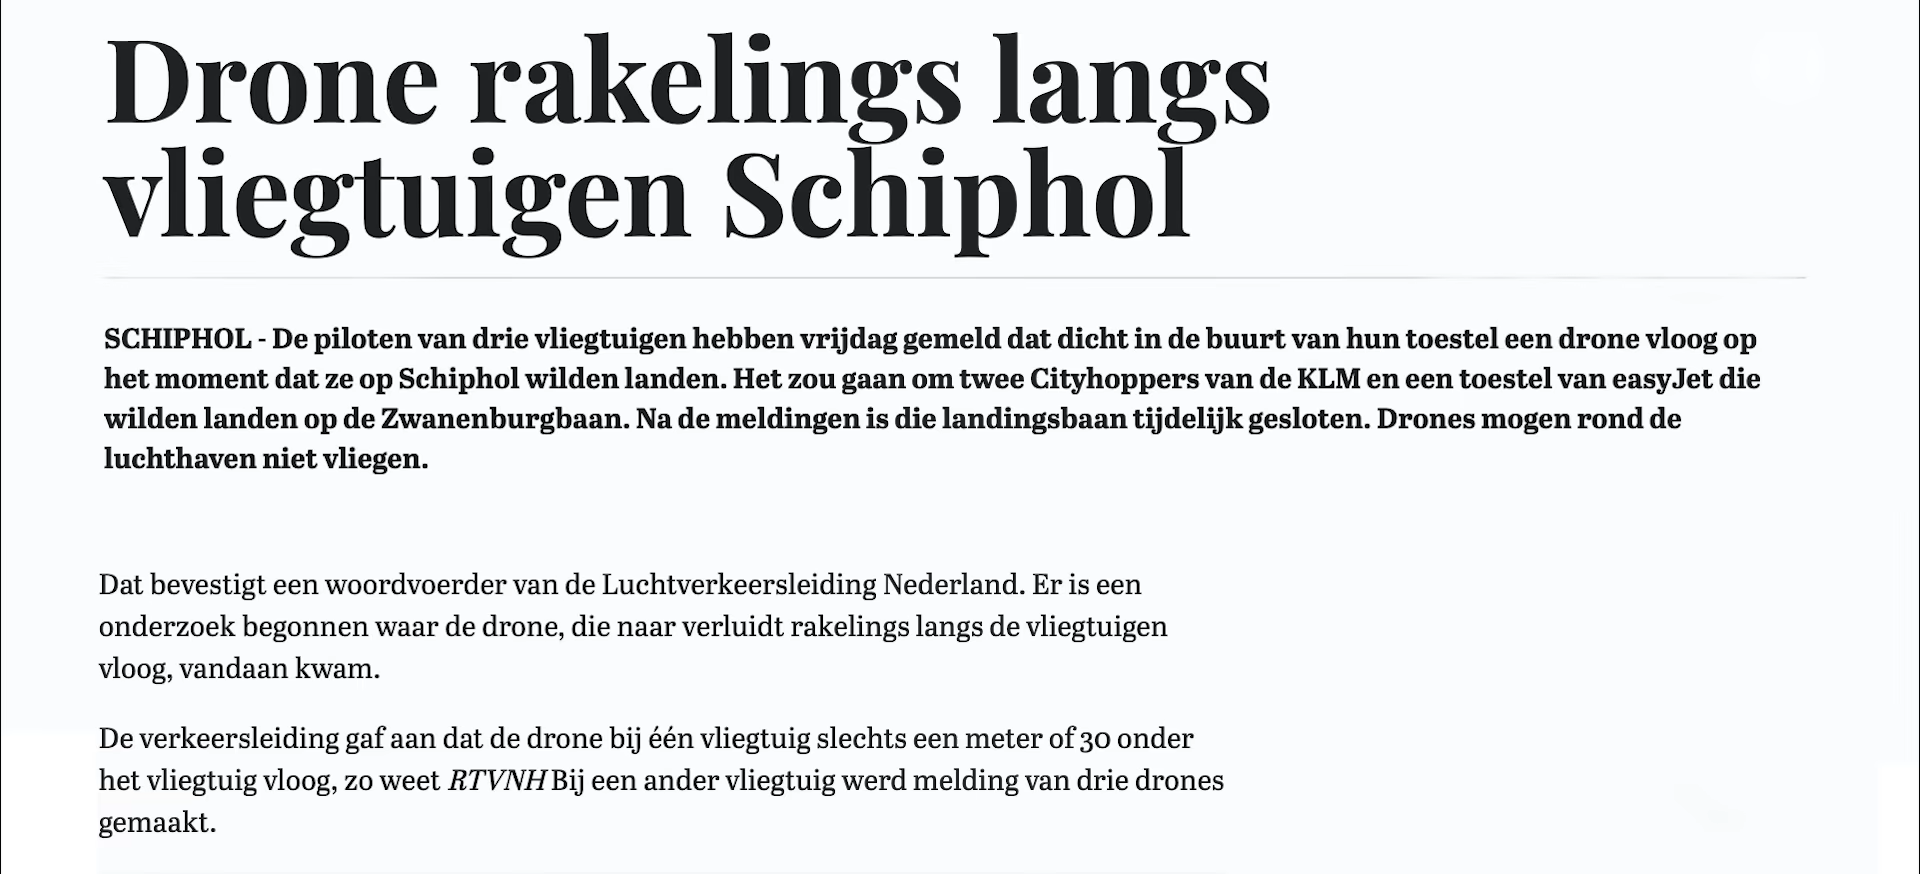 Drone rakelings langs
vliegtuigen Schiphol
SCHIPHOL - De piloten van drie vliegtuigen hebben vrijdag gemeld dat dicht in de buurt van hun toestel een drone vloog op
het moment dat ze op Schiphol wilden landen. Het zou gaan om twee Cityhoppers van de KLM en een toestel van easyJet die
wilden landen op de Zwanenburgbaan. Na de meldingen is die landingsbaan tijdelijk gesloten. Drones mogen rond de
luchthaven niet vliegen.
Dat bevestigt een woordvoerder van de Luchtverkeersleiding Nederland. Er is een
onderzoek begonnen waar de drone, die naar verluidt rakelings langs de vliegtuigen
vloog, vandaan kwam.
De verkeersleiding gaf aan dat de drone bij één vliegtuig slechts een meter of 30 onder
het vliegtuig vloog, zo weet RTVNH Bij een ander vliegtuig werd melding van drie drones
gemaakt.